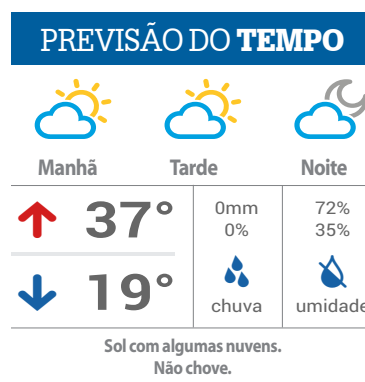 PREVISÃO DO TEMPO
Manhã Tarde Noite
37° 0mm 72%
0% 35%
19° chuva umidade
Sol com algumas nuvens.
Não chove.